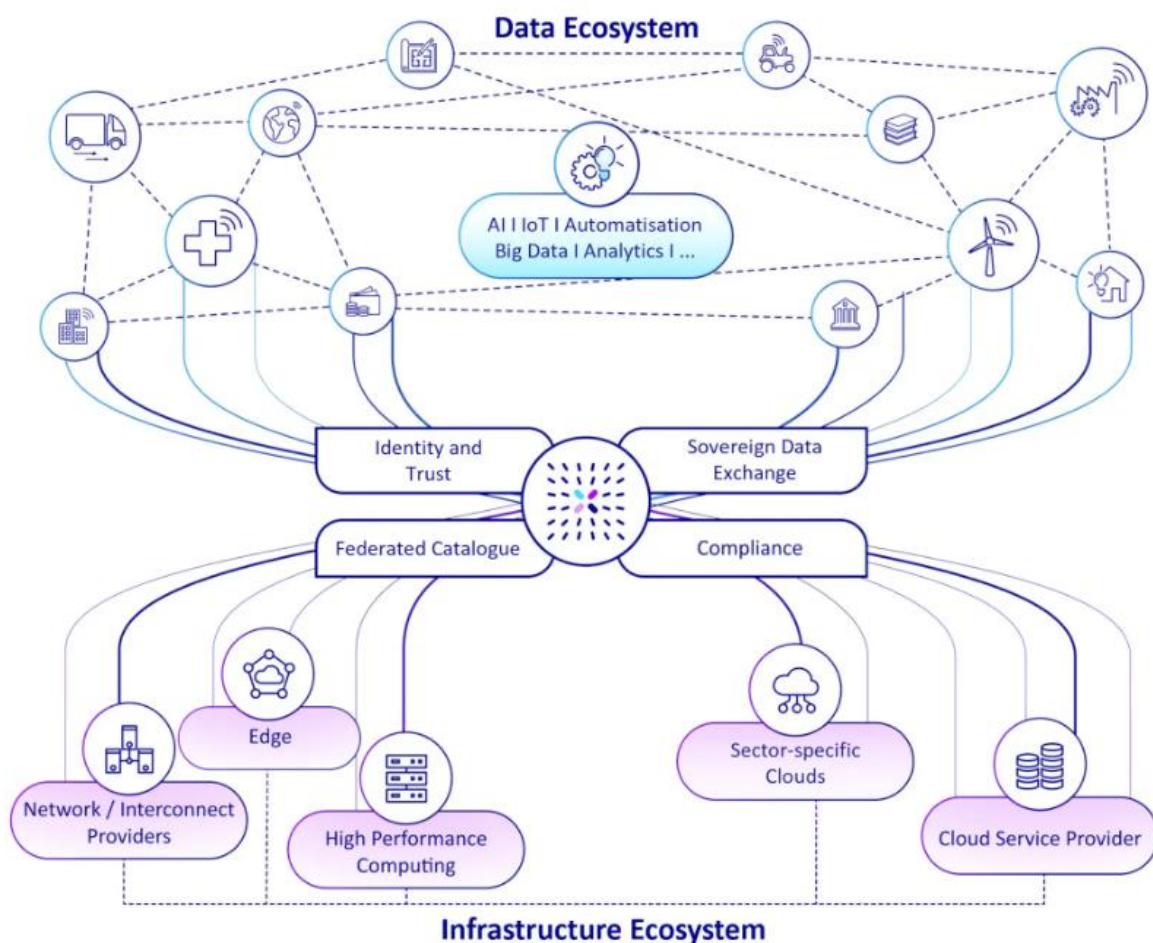 Data Ecosystem
AI I IoT I Automatisation
Big Data I Analytics I ...
Identity and
Trust
Sovereign Data
Exchange
Federated Catalogue
Compliance
Edge
Sector-specific
Clouds
Network / Interconnect
Providers
High Performance
Computing
Cloud Service Provider
Infrastructure Ecosystem